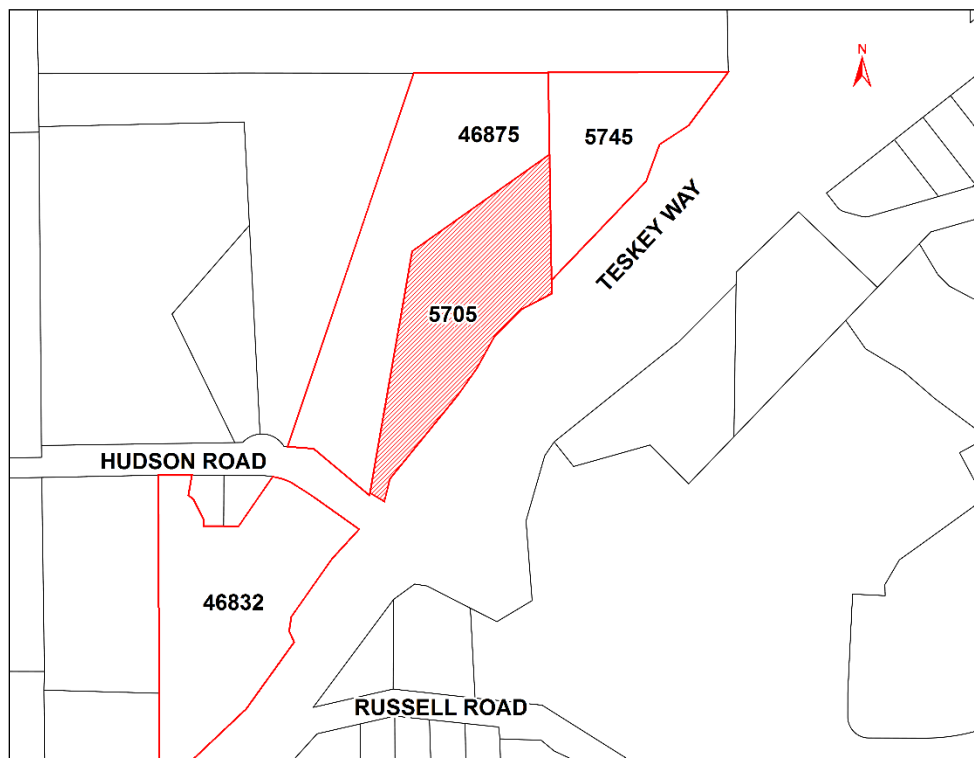 N
46875
5745
TESKEY WAY
5705
HUDSON ROAD
46832
RUSSELL ROAD